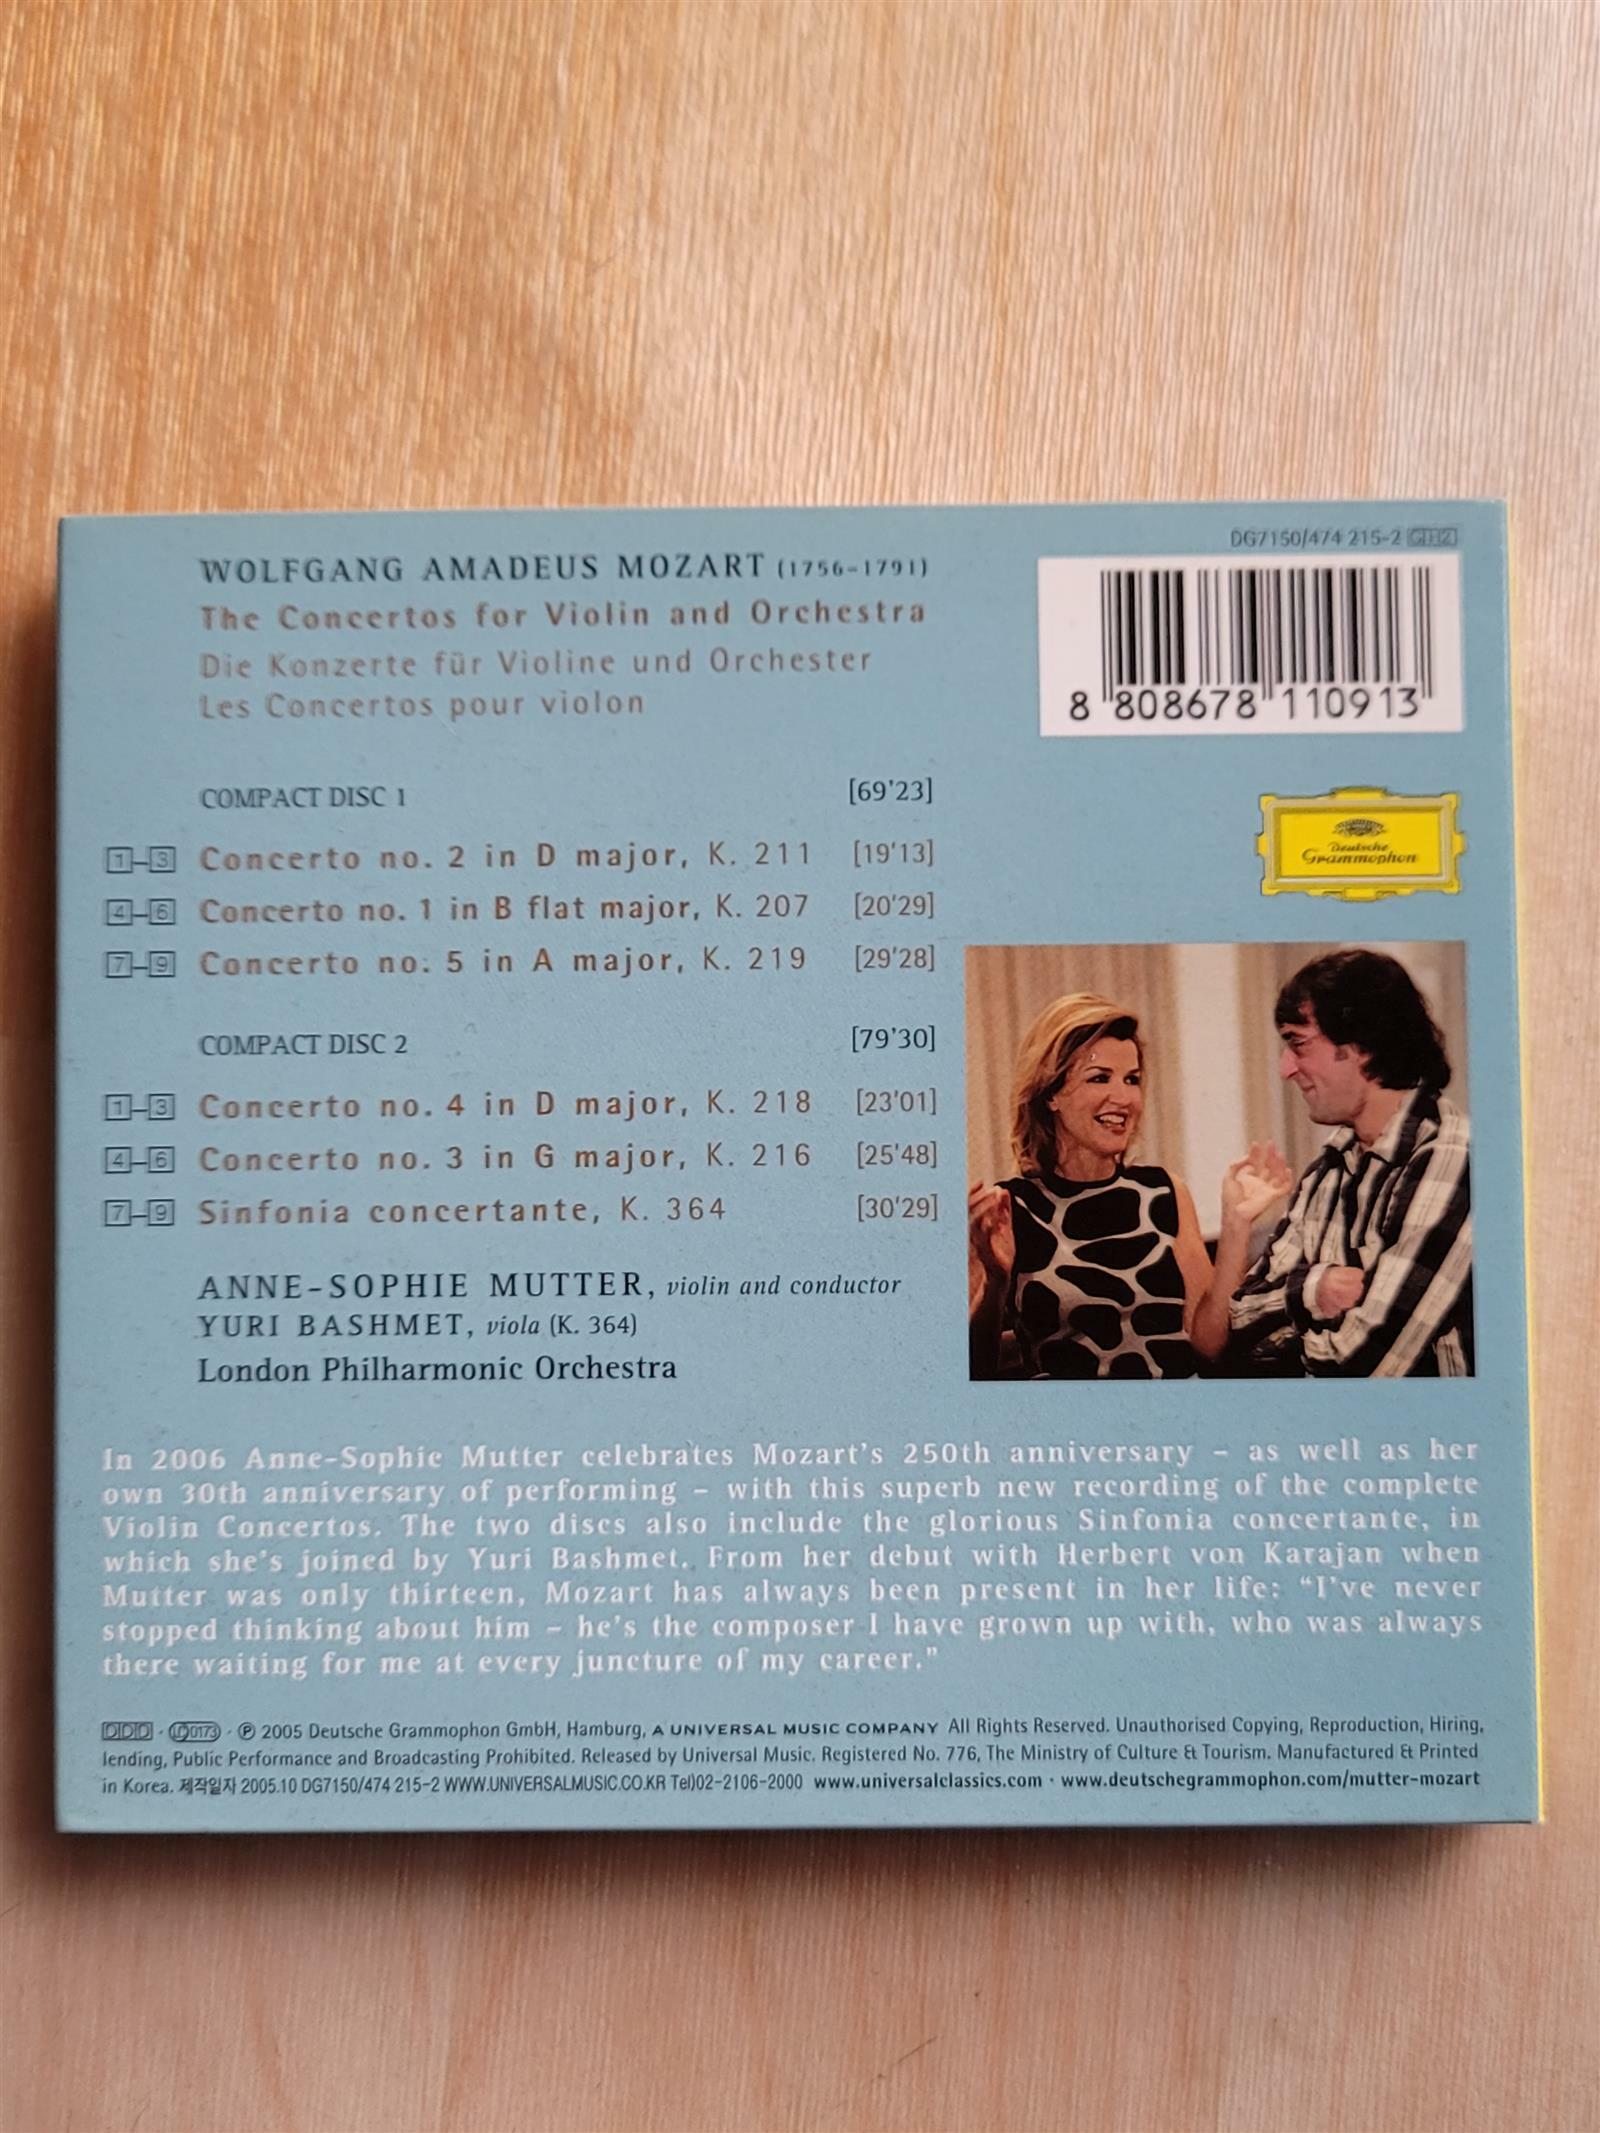 DG7150/474 215-2 GH2
WOLFGANG AMADEUS MOZART (1756–1791)
The Concertos for Violin and Orchestra
Die Konzerte für Violine und Orchester
Les Concertos pour violon
8 808678 110913
COMPACT DISC 1 [69'23]
1–3 Concerto no. 2 in D major, K. 211 [19'13]
4–6 Concerto no. 1 in B flat major, K. 207 [20'29]
7–9 Concerto no. 5 in A major, K. 219 [29'28]
Deutsche
Grammophon
COMPACT DISC 2 [79'30]
1–3 Concerto no. 4 in D major, K. 218 [23'01]
4–6 Concerto no. 3 in G major, K. 216 [25'48]
7–9 Sinfonia concertante, K. 364 [30'29]
ANNE-SOPHIE MUTTER, violin and conductor
YURI BASHMET, viola (K. 364)
London Philharmonic Orchestra
In 2006 Anne-Sophie Mutter celebrates Mozart's 250th anniversary – as well as her
own 30th anniversary of performing – with this superb new recording of the complete
Violin Concertos. The two discs also include the glorious Sinfonia concertante, in
which she's joined by Yuri Bashmet. From her debut with Herbert von Karajan when
Mutter was only thirteen, Mozart has always been present in her life: "I've never
stopped thinking about him – he's the composer I have grown up with, who was always
there waiting for me at every juncture of my career."
DDD · LC 0173 · ℗ 2005 Deutsche Grammophon GmbH, Hamburg, A UNIVERSAL MUSIC COMPANY All Rights Reserved. Unauthorised Copying, Reproduction, Hiring,
lending, Public Performance and Broadcasting Prohibited. Released by Universal Music. Registered No. 776, The Ministry of Culture & Tourism. Manufactured & Printed
in Korea. 제작일자 2005.10 DG7150/474 215-2 WWW.UNIVERSALMUSIC.CO.KR Tel)02-2106-2000 www.universalclassics.com · www.deutschegrammophon.com/mutter-mozart